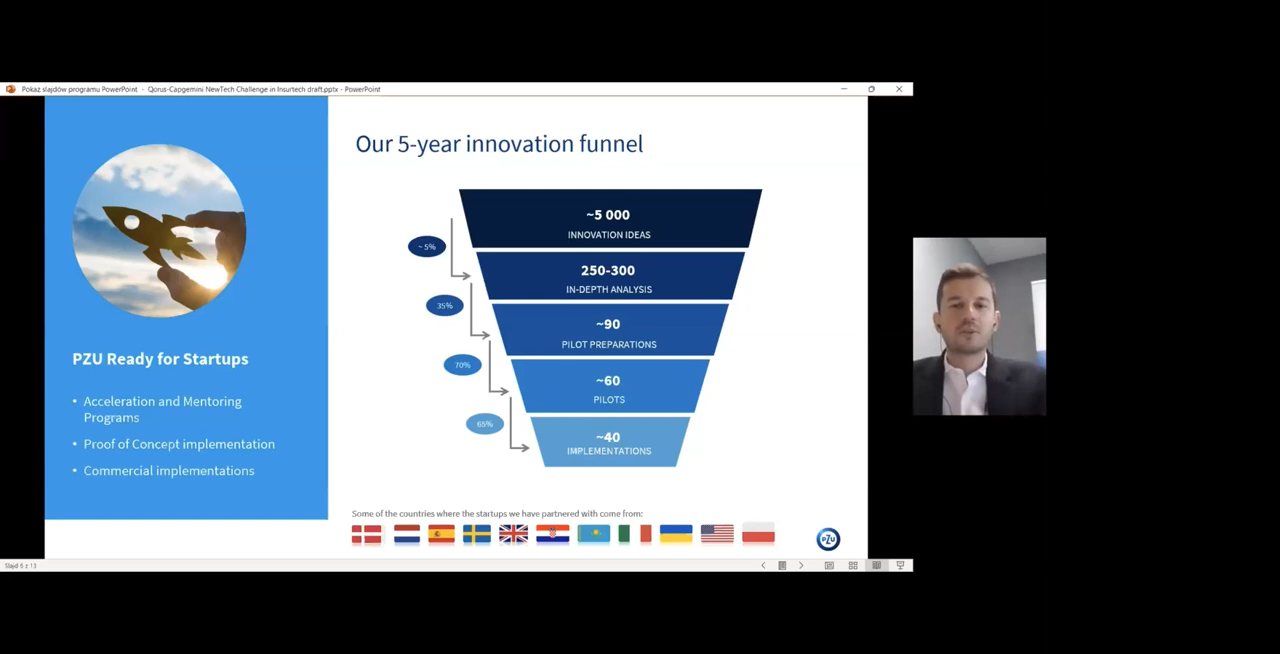 Pokaz slajdów programu PowerPoint - Qorus-Capgemini NewTech Challenge in Insurtech draft.pptx - PowerPoint
Our 5-year innovation funnel
~5 000
INNOVATION IDEAS
~ 5%
250-300
IN-DEPTH ANALYSIS
35%
~90
PILOT PREPARATIONS
70%
~60
PILOTS
65%
~40
IMPLEMENTATIONS
PZU Ready for Startups
• Acceleration and Mentoring
Programs
• Proof of Concept implementation
• Commercial implementations
Some of the countries where the startups we have partnered with come from:
PZU
Slajd 6 z 13